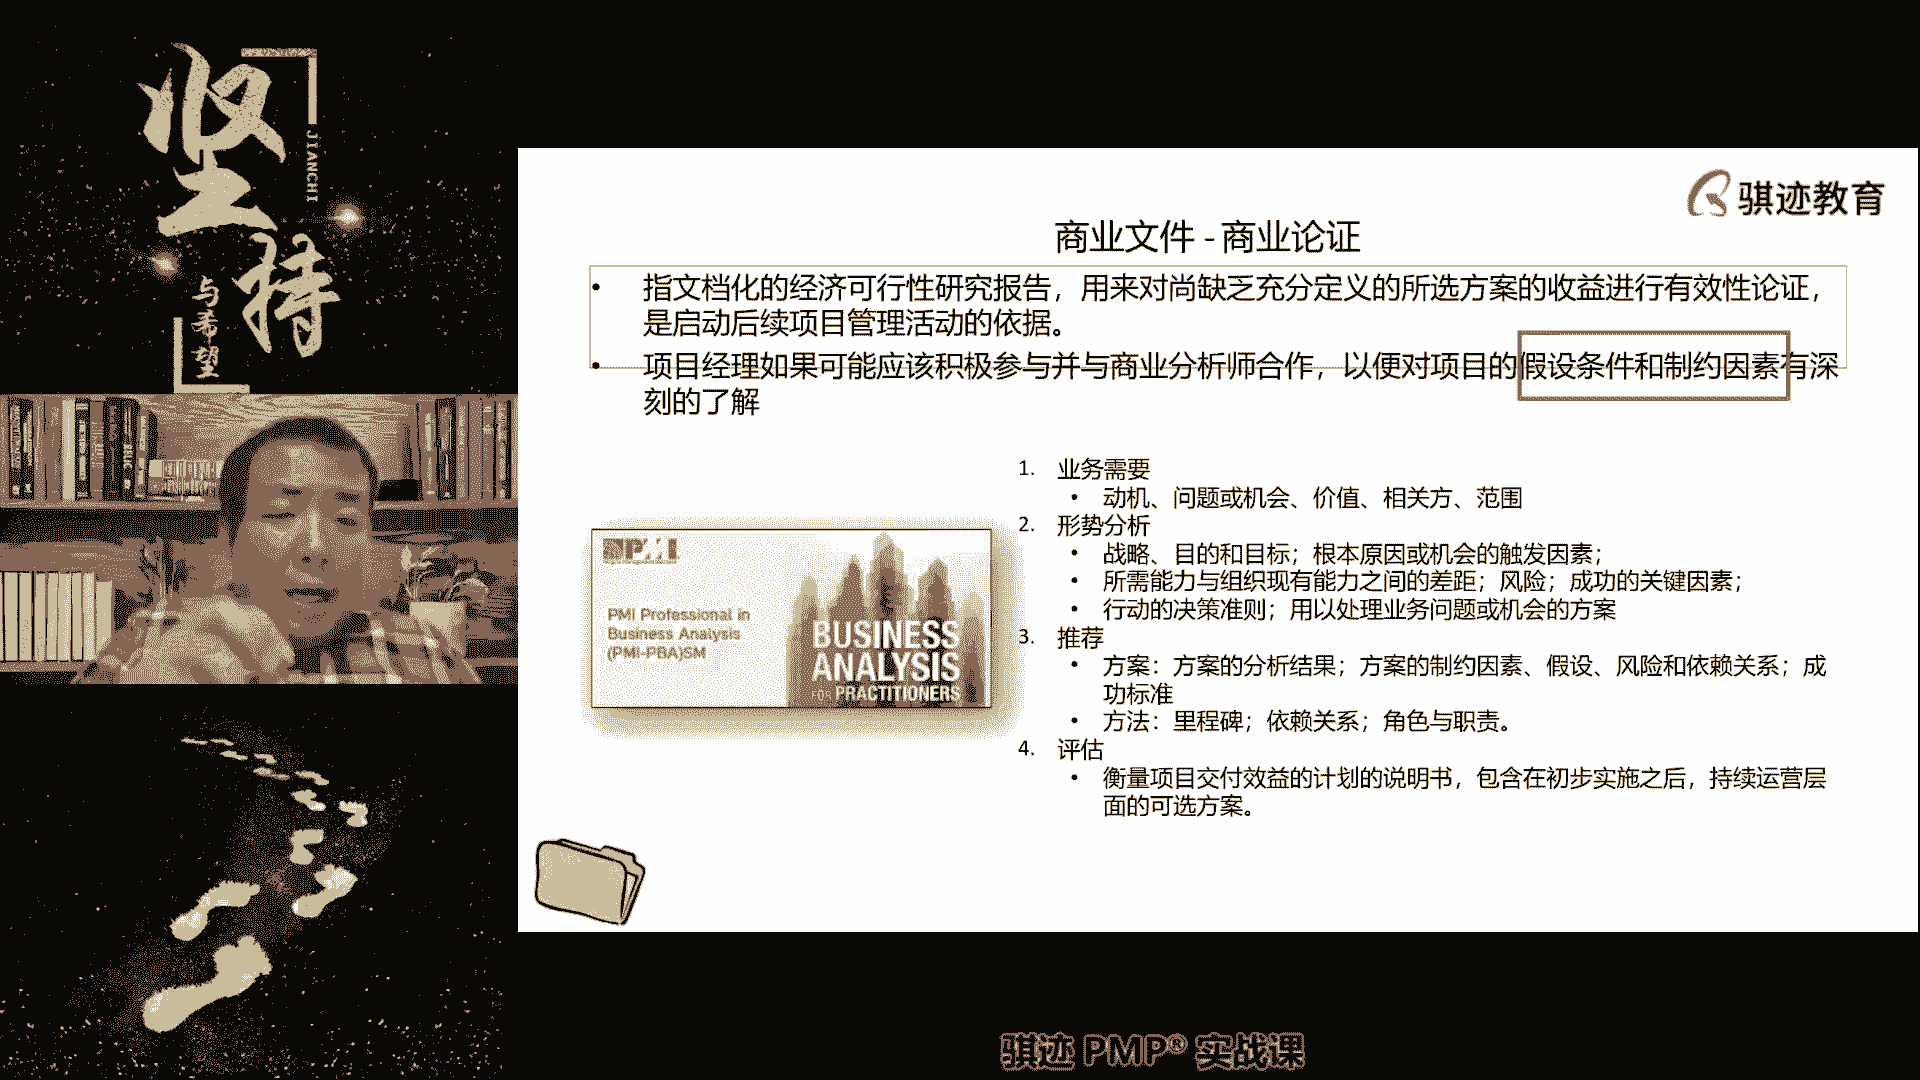 坚持
JIANCHI
与希望
骐迹教育
商业文件 - 商业论证
• 指文档化的经济可行性研究报告，用来对尚缺乏充分定义的所选方案的收益进行有效性论证，
是启动后续项目管理活动的依据。
• 项目经理如果可能应该积极参与并与商业分析师合作，以便对项目的假设条件和制约因素有深
刻的了解
1. 业务需要
• 动机、问题或机会、价值、相关方、范围
2. 形势分析
• 战略、目的和目标；根本原因或机会的触发因素；
• 所需能力与组织现有能力之间的差距；风险；成功的关键因素；
• 行动的决策准则；用以处理业务问题或机会的方案
3. 推荐
• 方案：方案的分析结果；方案的制约因素、假设、风险和依赖关系；成
功标准
• 方法：里程碑；依赖关系；角色与职责。
4. 评估
• 衡量项目交付效益的计划的说明书，包含在初步实施之后，持续运营层
面的可选方案。
PMI
PMI Professional in
Business Analysis
(PMI-PBA)SM
BUSINESS
ANALYSIS
FOR PRACTITIONERS
骐迹 PMP® 实战课